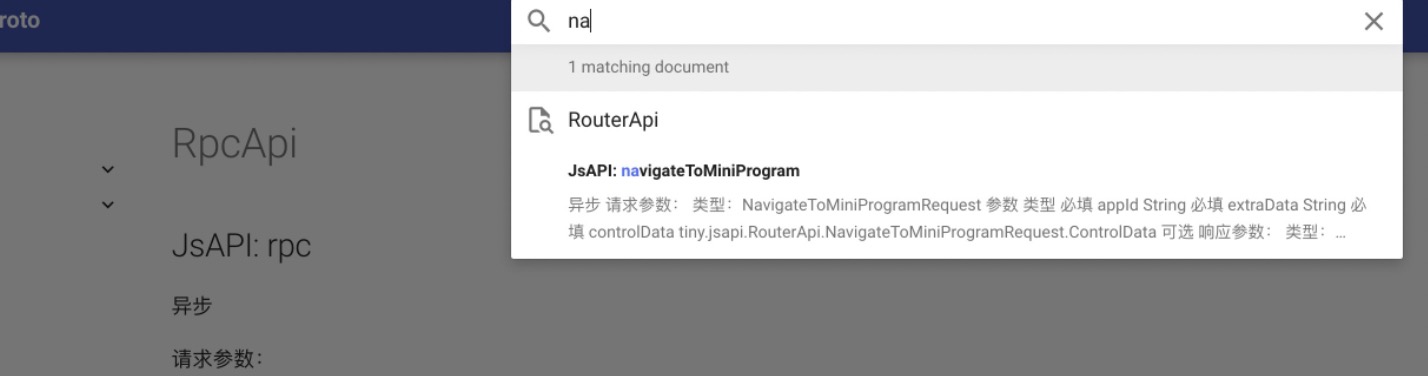 roto
na
1 matching document
RouterApi
RpcApi
JsAPI: navigateToMiniProgram
异步 请求参数： 类型：NavigateToMiniProgramRequest 参数 类型 必填 appId String 必填 extraData String 必
填 controlData tiny.jsapi.RouterApi.NavigateToMiniProgramRequest.ControlData 可选 响应参数： 类型：...
JsAPI: rpc
异步
请求参数：